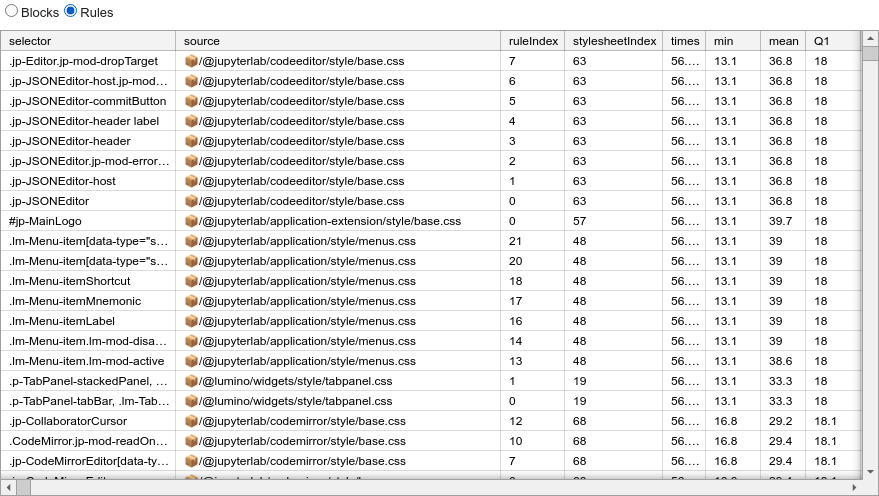 Blocks Rules
selector source ruleIndex stylesheetIndex times min mean Q1
.jp-Editor.jp-mod-dropTarget 📦/@jupyterlab/codeeditor/style/base.css 7 63 56.… 13.1 36.8 18
.jp-JSONEditor-host.jp-mod… 📦/@jupyterlab/codeeditor/style/base.css 6 63 56.… 13.1 36.8 18
.jp-JSONEditor-commitButton 📦/@jupyterlab/codeeditor/style/base.css 5 63 56.… 13.1 36.8 18
.jp-JSONEditor-header label 📦/@jupyterlab/codeeditor/style/base.css 4 63 56.… 13.1 36.8 18
.jp-JSONEditor-header 📦/@jupyterlab/codeeditor/style/base.css 3 63 56.… 13.1 36.8 18
.jp-JSONEditor.jp-mod-error… 📦/@jupyterlab/codeeditor/style/base.css 2 63 56.… 13.1 36.8 18
.jp-JSONEditor-host 📦/@jupyterlab/codeeditor/style/base.css 1 63 56.… 13.1 36.8 18
.jp-JSONEditor 📦/@jupyterlab/codeeditor/style/base.css 0 63 56.… 13.1 36.8 18
#jp-MainLogo 📦/@jupyterlab/application-extension/style/base.css 0 57 56.… 13.1 39.7 18
.lm-Menu-item[data-type="s… 📦/@jupyterlab/application/style/menus.css 21 48 56.… 13.1 39 18
.lm-Menu-item[data-type="s… 📦/@jupyterlab/application/style/menus.css 20 48 56.… 13.1 39 18
.lm-Menu-itemShortcut 📦/@jupyterlab/application/style/menus.css 18 48 56.… 13.1 39 18
.lm-Menu-itemMnemonic 📦/@jupyterlab/application/style/menus.css 17 48 56.… 13.1 39 18
.lm-Menu-itemLabel 📦/@jupyterlab/application/style/menus.css 16 48 56.… 13.1 39 18
.lm-Menu-item.lm-mod-disa… 📦/@jupyterlab/application/style/menus.css 14 48 56.… 13.1 39 18
.lm-Menu-item.lm-mod-active 📦/@jupyterlab/application/style/menus.css 13 48 56.… 13.1 38.6 18
.p-TabPanel-stackedPanel, … 📦/@lumino/widgets/style/tabpanel.css 1 19 56.… 13.1 33.3 18
.p-TabPanel-tabBar, .lm-Tab… 📦/@lumino/widgets/style/tabpanel.css 0 19 56.… 13.1 33.3 18
.jp-CollaboratorCursor 📦/@jupyterlab/codemirror/style/base.css 12 68 56.… 16.8 29.2 18.1
.CodeMirror.jp-mod-readOn… 📦/@jupyterlab/codemirror/style/base.css 10 68 56.… 16.8 29.4 18.1
.jp-CodeMirrorEditor[data-ty… 📦/@jupyterlab/codemirror/style/base.css 7 68 56.… 16.8 29.4 18.1